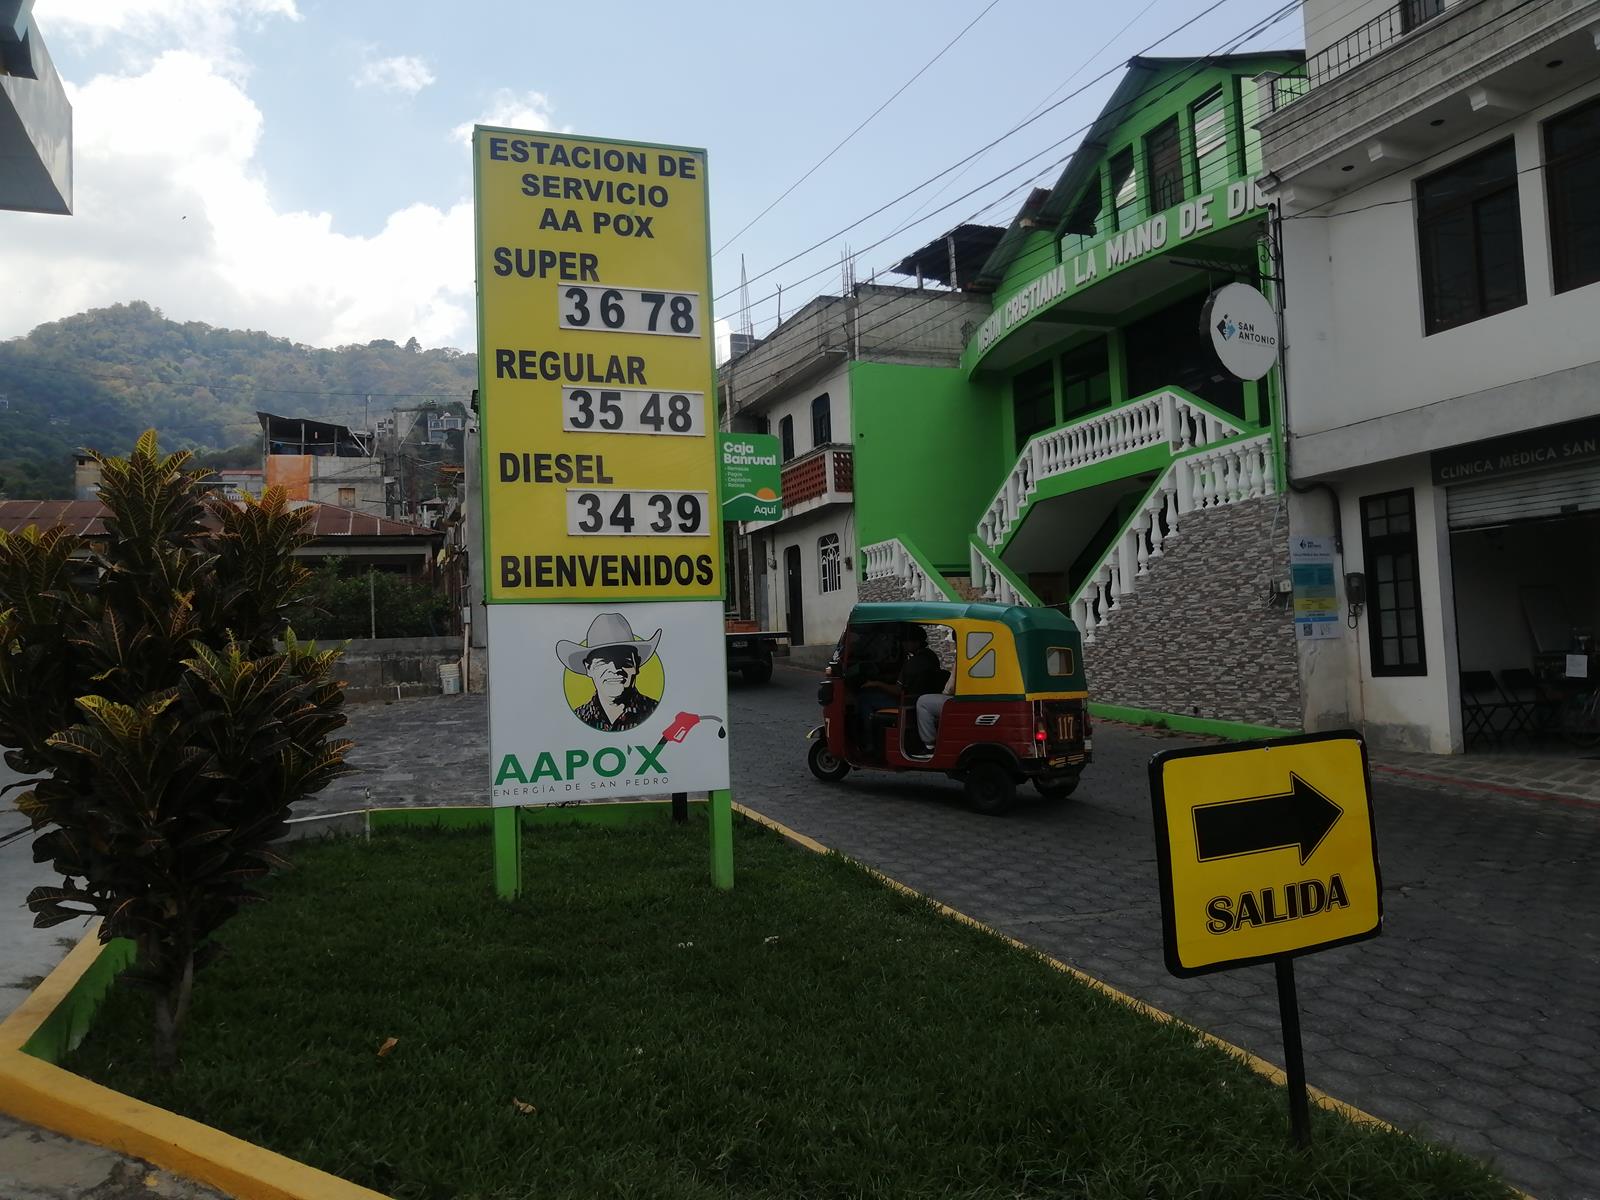 ESTACION DE
SERVICIO
AA POX
SUPER
36 78
REGULAR
35 48
DIESEL
34 39
BIENVENIDOS
AAPO'X
ENERGÍA DE SAN PEDRO
Caja
Banrural
Aquí
MISION CRISTIANA LA MANO DE DIO
SAN
ANTONIO
CLINICA MEDICA SAN
117
SALIDA